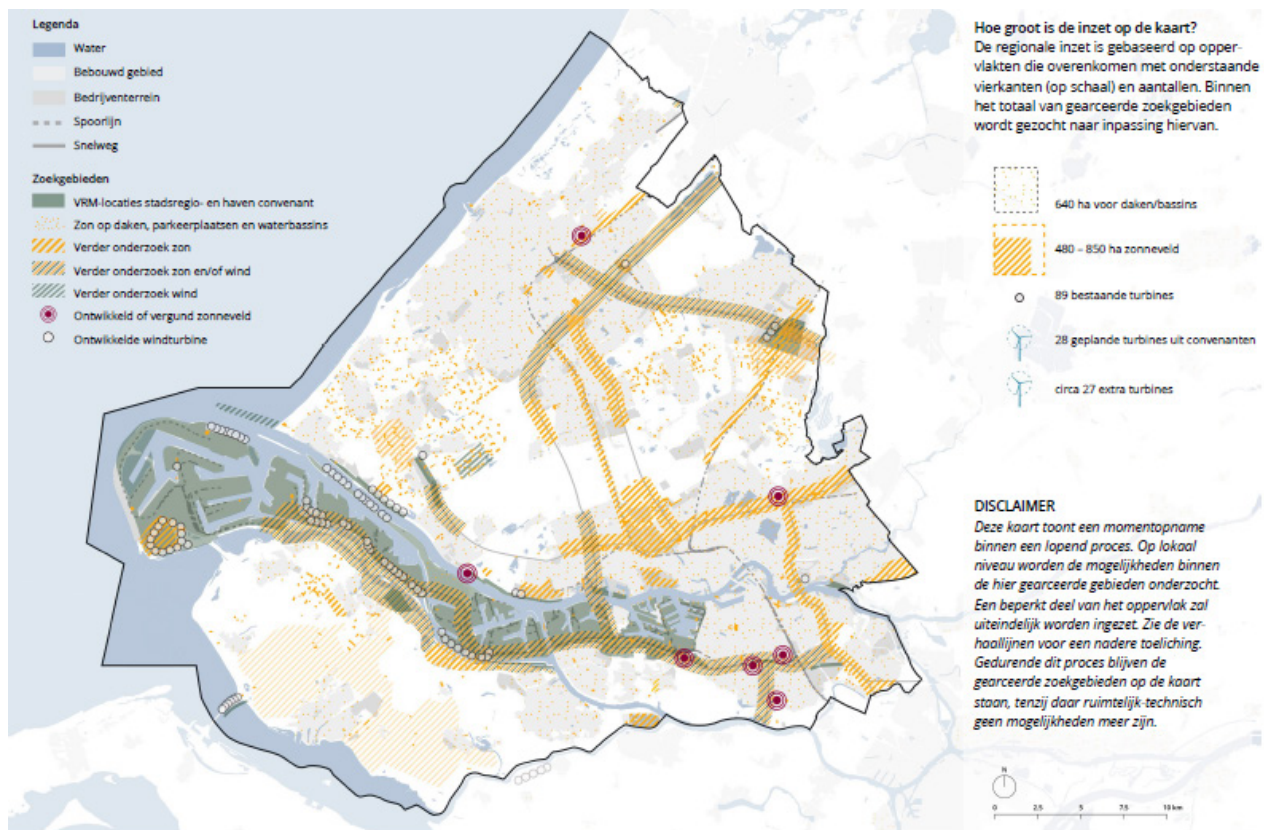 Legenda
Water
Bebouwd gebied
Bedrijventerrein
Spoorlijn
Snelweg
Zoekgebieden
VRM-locaties stadsregio- en haven convenant
Zon op daken, parkeerplaatsen en waterbassins
Verder onderzoek zon
Verder onderzoek zon en/of wind
Verder onderzoek wind
Ontwikkeld of vergund zonneveld
Ontwikkelde windturbine
Hoe groot is de inzet op de kaart?
De regionale inzet is gebaseerd op opper-
vlakten die overenkomen met onderstaande
vierkanten (op schaal) en aantallen. Binnen
het totaal van gearceerde zoekgebieden
wordt gezocht naar inpassing hiervan.
640 ha voor daken/bassins
480 – 850 ha zonneveld
89 bestaande turbines
28 geplande turbines uit convenanten
circa 27 extra turbines
DISCLAIMER
Deze kaart toont een momentopname
binnen een lopend proces. Op lokaal
niveau worden de mogelijkheden binnen
de hier gearceerde gebieden onderzocht.
Een beperkt deel van het oppervlak zal
uiteindelijk worden ingezet. Zie de ver-
haallijnen voor een nadere toeliching.
Gedurende dit proces blijven de
gearceerde zoekgebieden op de kaart
staan, tenzij daar ruimtelijk-technisch
geen mogelijkheden meer zijn.
N
0 2,5 5 7,5 10 km